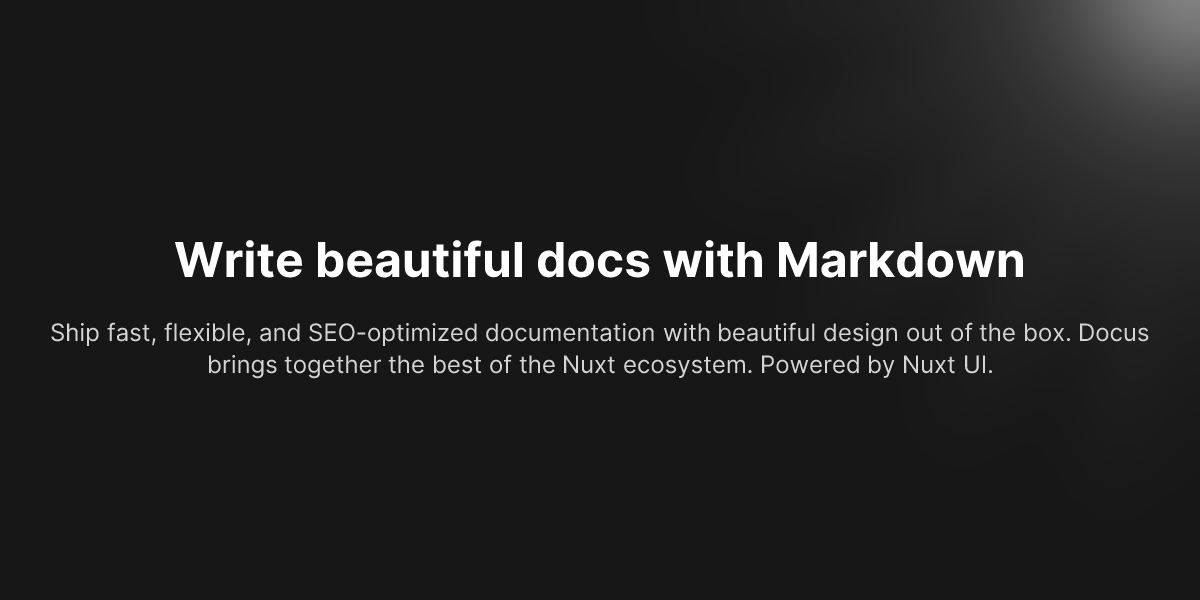 Write beautiful docs with Markdown
Ship fast, flexible, and SEO-optimized documentation with beautiful design out of the box. Docus
brings together the best of the Nuxt ecosystem. Powered by Nuxt UI.